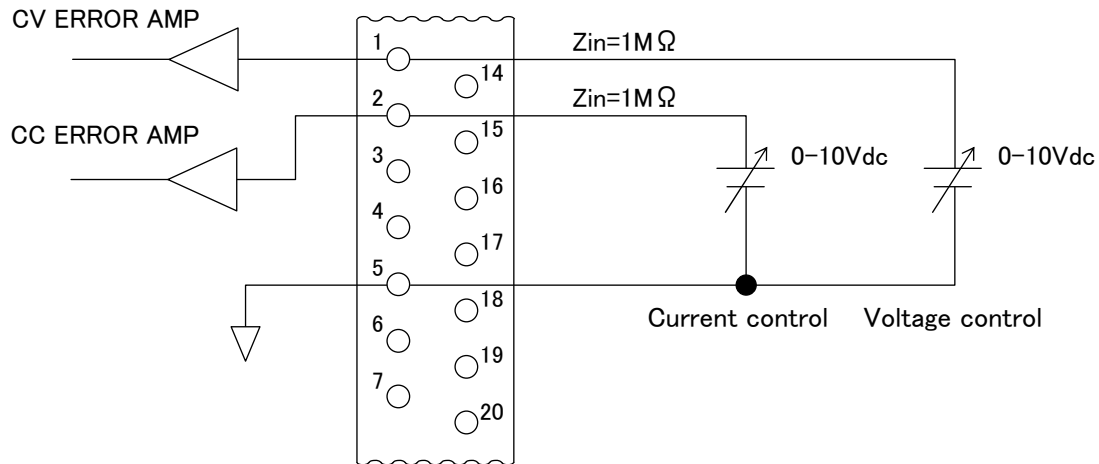 CV ERROR AMP
CC ERROR AMP
1
2
3
4
5
6
7
14
15
16
17
18
19
20
Zin=1MΩ
Zin=1MΩ
0-10Vdc
0-10Vdc
Current control
Voltage control